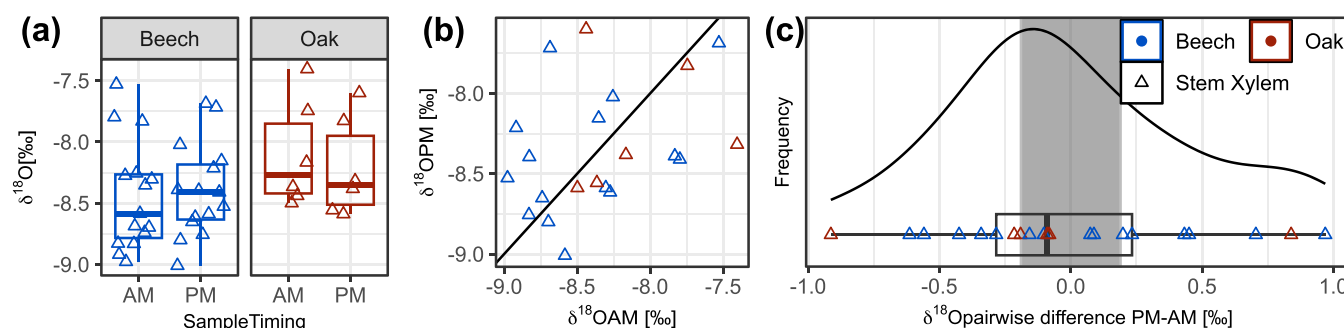 (a)
Beech
Oak
-7.5
-8.0
-8.5
-9.0
δ18O[‰]
AM
PM
AM
PM
SampleTiming
(b)
-8.0
-8.5
-9.0
δ18OPM [‰]
-9.0
-8.5
-8.0
-7.5
δ18OAM [‰]
(c)
Frequency
Beech
Oak
Stem Xylem
-1.0
-0.5
0.0
0.5
1.0
δ18Opairwise difference PM-AM [‰]